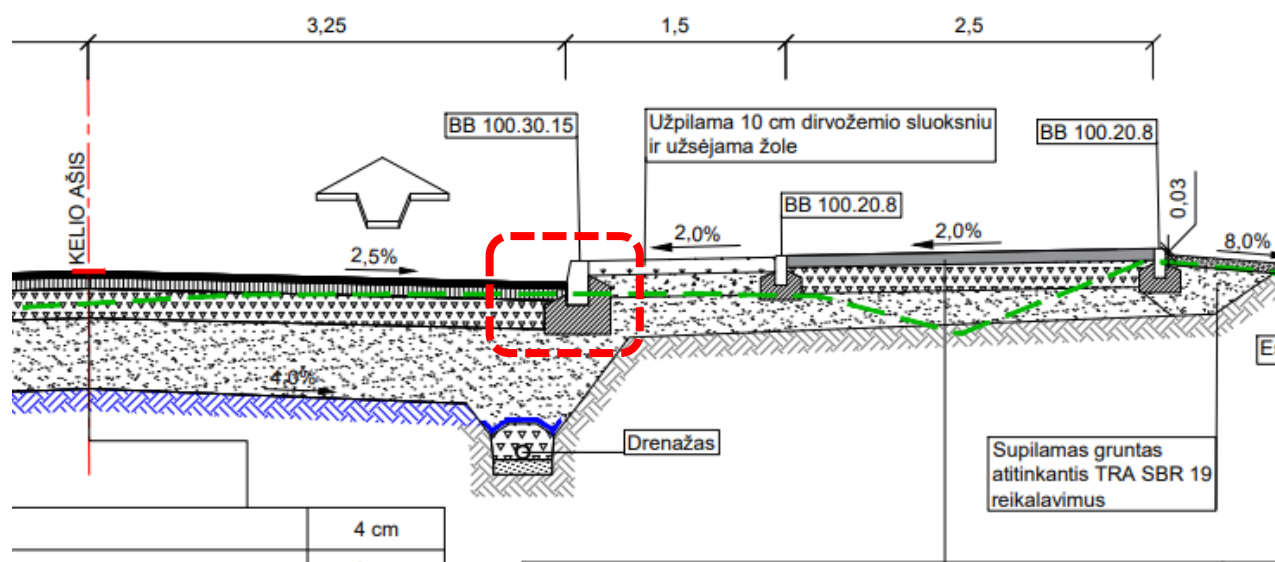 3,25
1,5
2,5
BB 100.30.15
Užpilama 10 cm dirvožemio sluoksniu
ir užsėjama žole
BB 100.20.8
KELIO AŠIS
BB 100.20.8
0,03
2,5%
2,0%
2,0%
8,0%
4,0%
Drenažas
Supilamas gruntas
atitinkantis TRA SBR 19
reikalavimus
4 cm